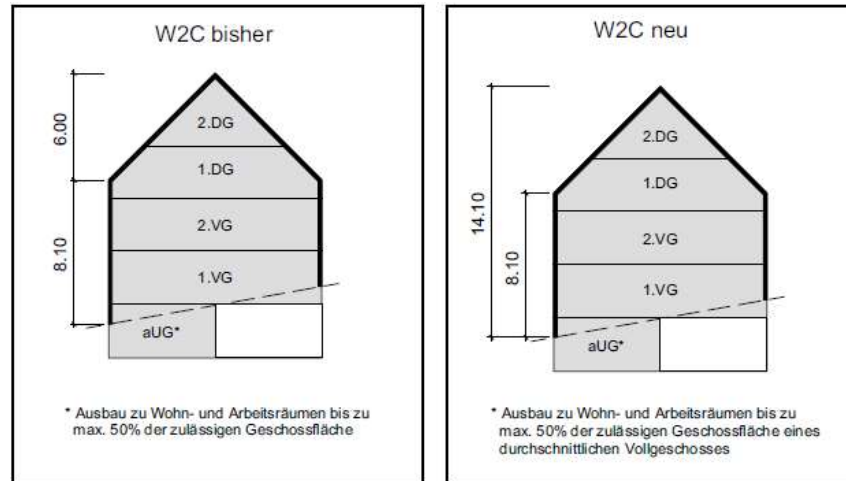 W2C bisher
6.00
8.10
2.DG
1.DG
2.VG
1.VG
aUG*
* Ausbau zu Wohn- und Arbeitsräumen bis zu
max. 50% der zulässigen Geschossfläche
W2C neu
14.10
8.10
2.DG
1.DG
2.VG
1.VG
aUG*
* Ausbau zu Wohn- und Arbeitsräumen bis zu
max. 50% der zulässigen Geschossfläche eines
durchschnittlichen Vollgeschosses